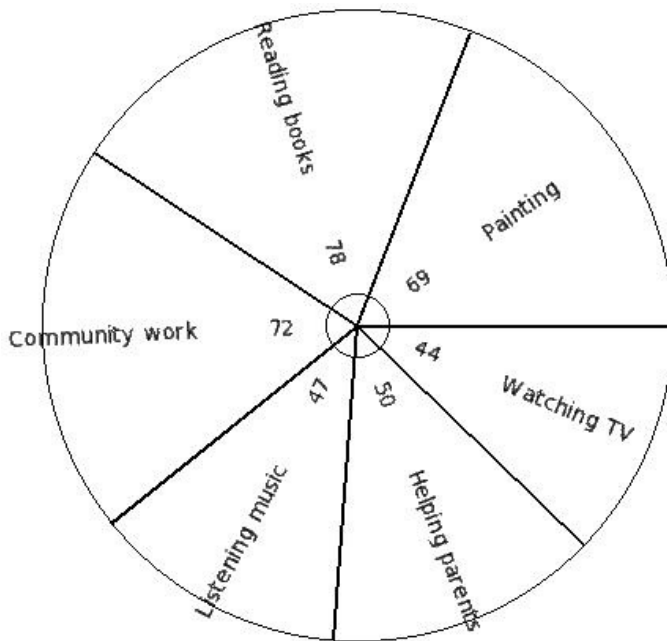 Reading books
78
Painting
69
Community work
72
44
Watching TV
47
50
Listening music
Helping parents